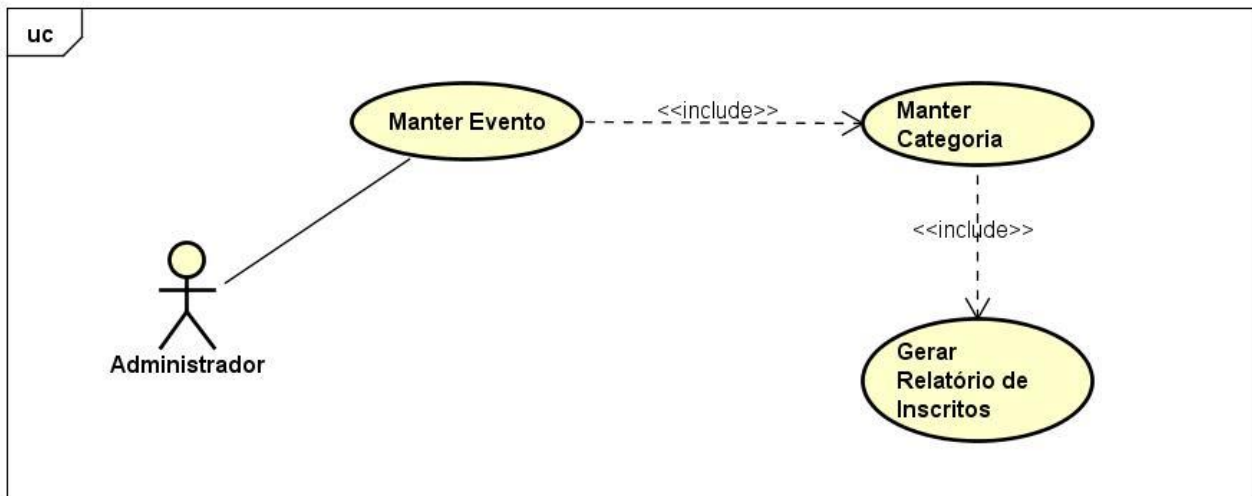 uc
Manter Evento
<<include>>
Manter
Categoria
<<include>>
Administrador
Gerar
Relatório de
Inscritos